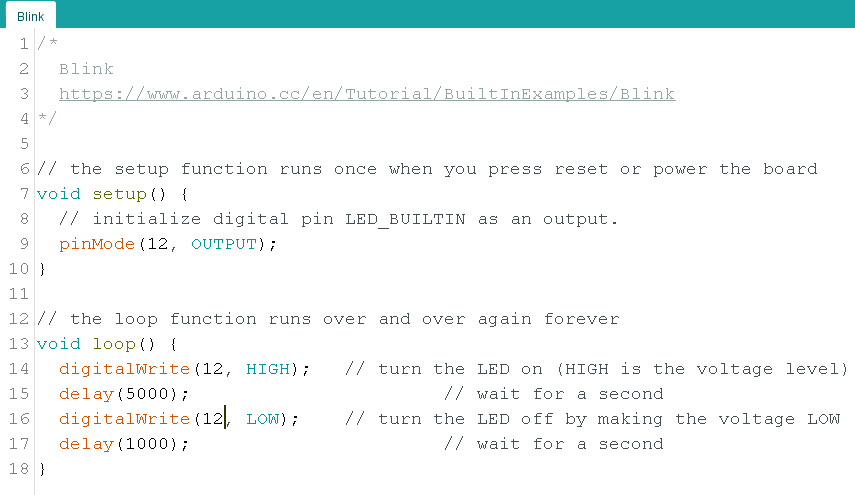 Blink
1 /*
2   Blink
3   https://www.arduino.cc/en/Tutorial/BuiltInExamples/Blink
4 */
5
6 // the setup function runs once when you press reset or power the board
7 void setup() {
8   // initialize digital pin LED_BUILTIN as an output.
9   pinMode(12, OUTPUT);
10 }
11
12 // the loop function runs over and over again forever
13 void loop() {
14   digitalWrite(12, HIGH);   // turn the LED on (HIGH is the voltage level)
15   delay(5000);                       // wait for a second
16   digitalWrite(12, LOW);    // turn the LED off by making the voltage LOW
17   delay(1000);                       // wait for a second
18 }